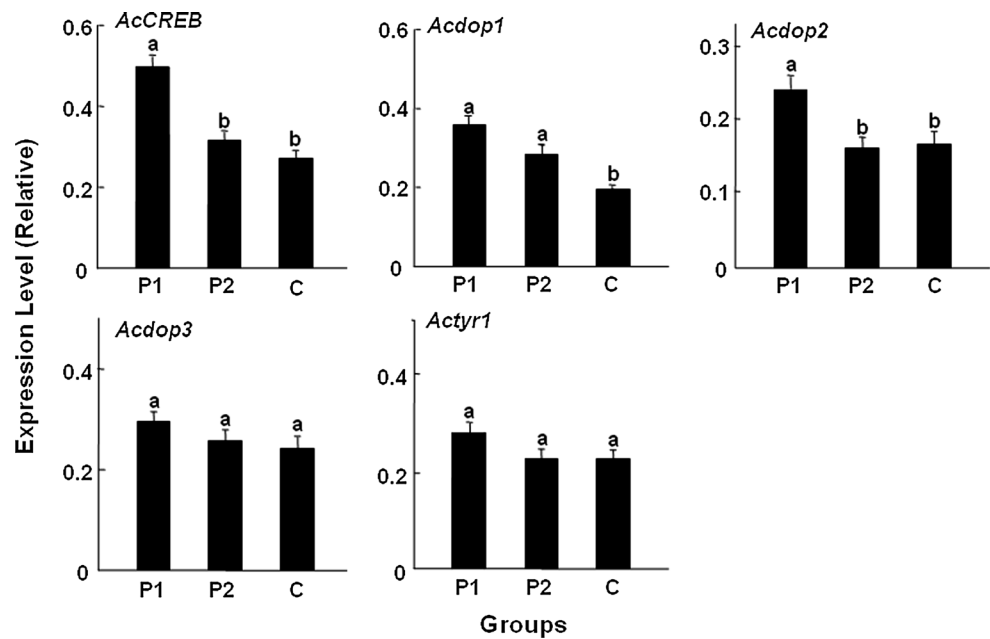 Expression Level (Relative)
AcCREB
0.6
0.4
0.2
0
a
b
b
P1
P2
C
Acdop1
0.6
0.4
0.2
0
a
a
b
P1
P2
C
Acdop2
0.3
0.2
0.1
0
a
b
b
P1
P2
C
Acdop3
0.4
0.2
0
a
a
a
P1
P2
C
Actyr1
0.4
0.2
0
a
a
a
P1
P2
C
Groups